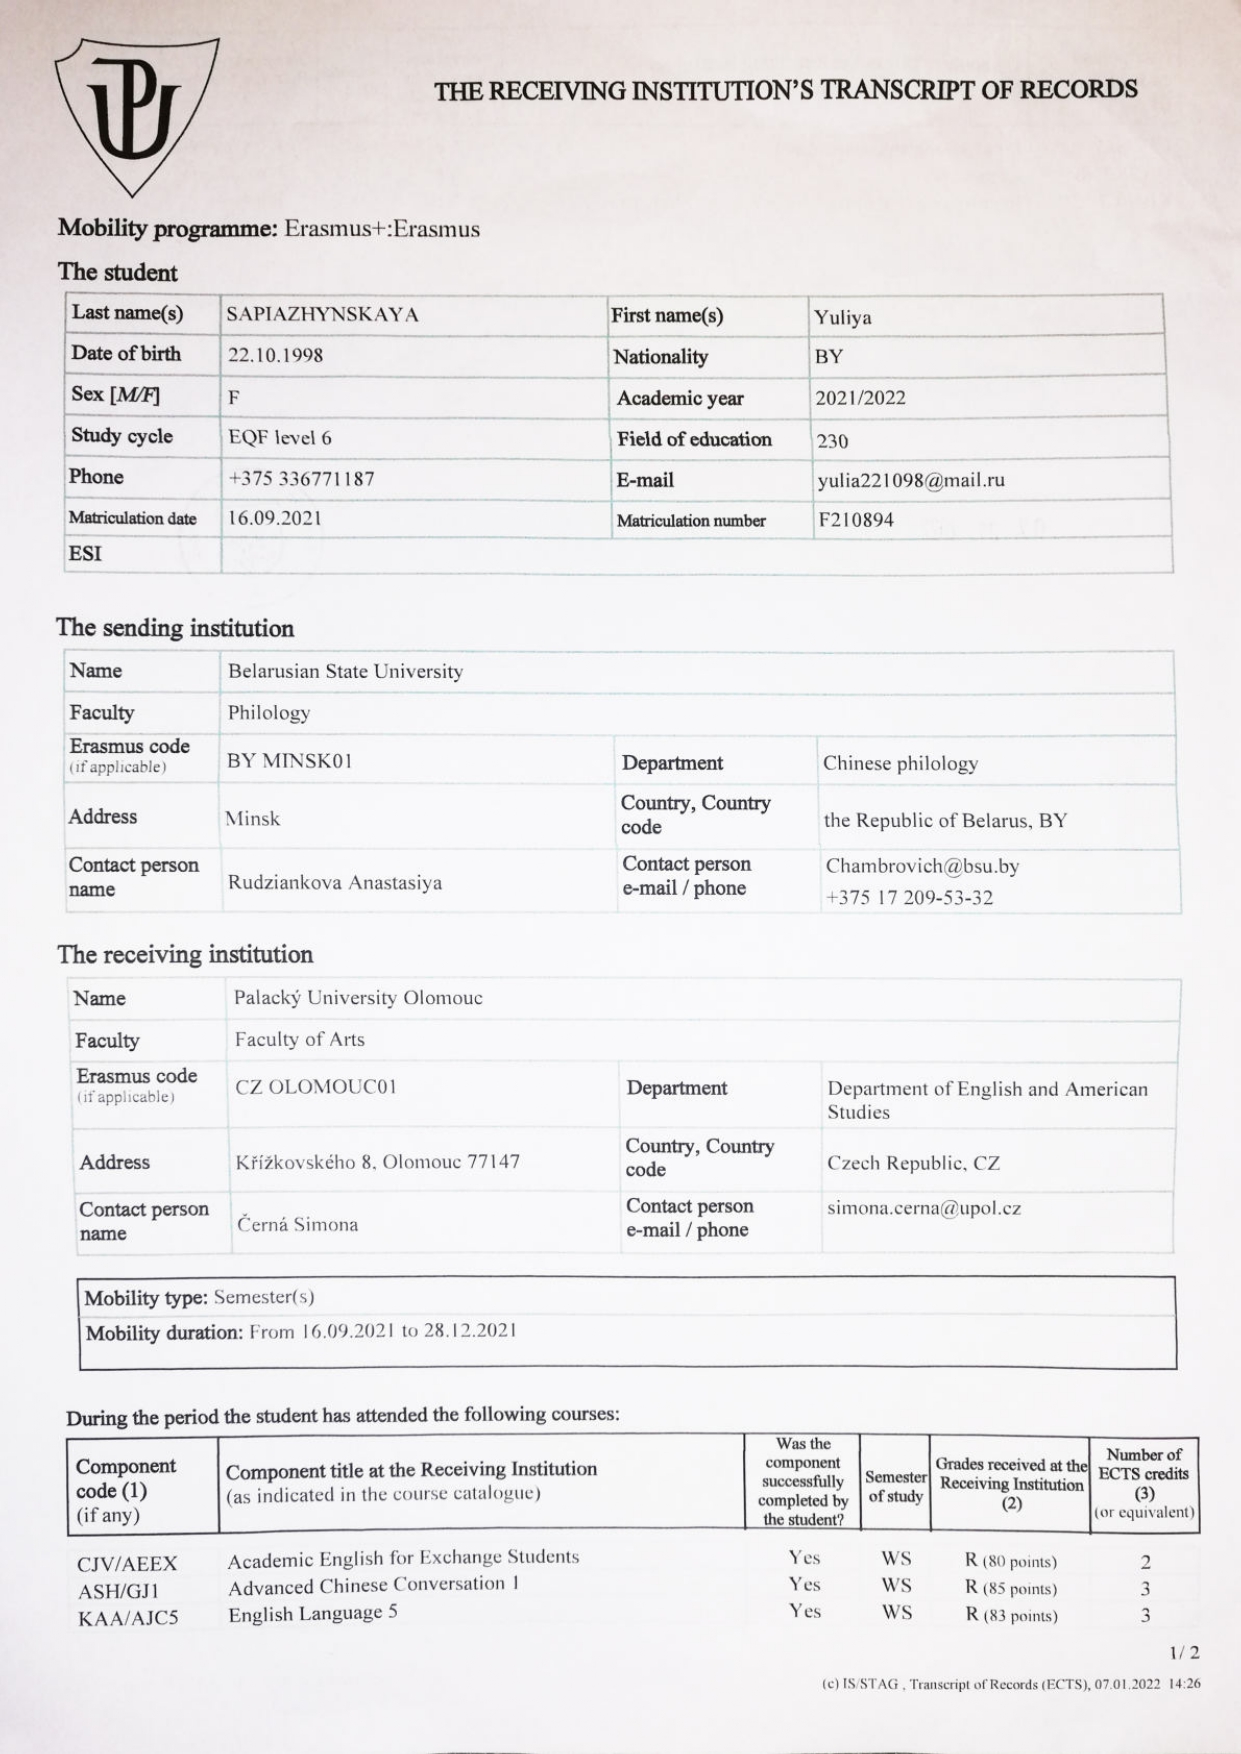 THE RECEIVING INSTITUTION'S TRANSCRIPT OF RECORDS
Mobility programme: Erasmus+:Erasmus
The student
Last name(s) SAPIAZHYNSKAYA First name(s) Yuliya
Date of birth 22.10.1998 Nationality BY
Sex [M/F] F Academic year 2021/2022
Study cycle EQF level 6 Field of education 230
Phone +375 336771187 E-mail yulia221098@mail.ru
Matriculation date 16.09.2021 Matriculation number F210894
ESI
The sending institution
Name Belarusian State University
Faculty Philology
Erasmus code (if applicable) BY MINSK01 Department Chinese philology
Address Minsk Country, Country code the Republic of Belarus, BY
Contact person name Rudziankova Anastasiya Contact person e-mail / phone Chambrovich@bsu.by
+375 17 209-53-32
The receiving institution
Name Palacký University Olomouc
Faculty Faculty of Arts
Erasmus code (if applicable) CZ OLOMOUC01 Department Department of English and American Studies
Address Křížkovského 8, Olomouc 77147 Country, Country code Czech Republic, CZ
Contact person name Černá Simona Contact person e-mail / phone simona.cerna@upol.cz
Mobility type: Semester(s)
Mobility duration: From 16.09.2021 to 28.12.2021
During the period the student has attended the following courses:
Component code (1) (if any) Component title at the Receiving Institution (as indicated in the course catalogue) Was the component successfully completed by the student? Semester of study Grades received at the Receiving Institution (2) Number of ECTS credits (3) (or equivalent)
CJV/AEEX Academic English for Exchange Students Yes WS R (80 points) 2
ASH/GJ1 Advanced Chinese Conversation 1 Yes WS R (85 points) 3
KAA/AJC5 English Language 5 Yes WS R (83 points) 3
1/ 2
(c) IS/STAG , Transcript of Records (ECTS), 07.01.2022 14:26